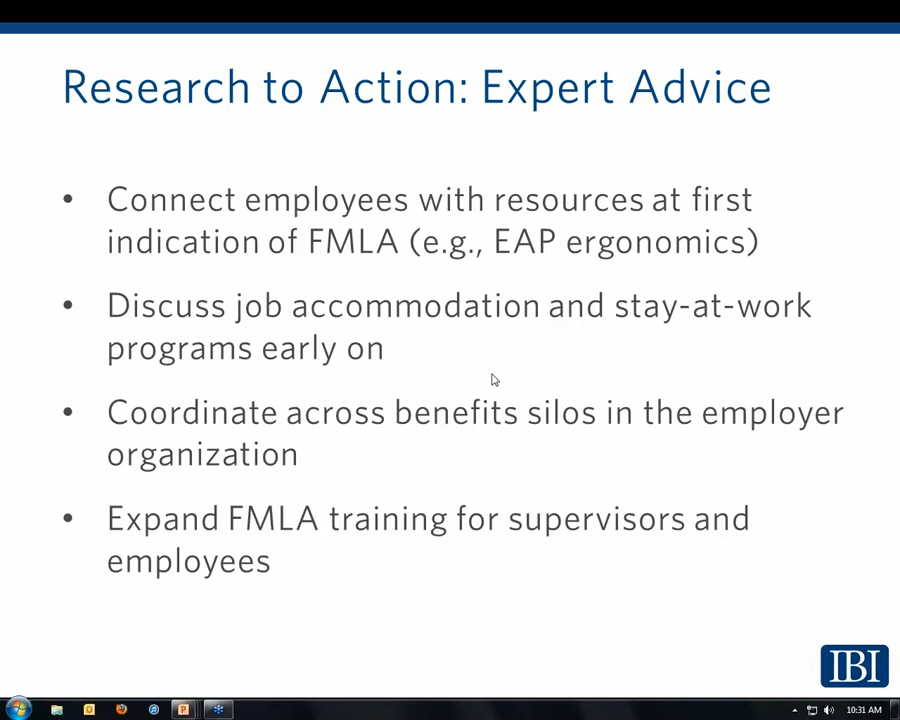 Research to Action: Expert Advice
• Connect employees with resources at first
indication of FMLA (e.g., EAP ergonomics)
• Discuss job accommodation and stay-at-work
programs early on
• Coordinate across benefits silos in the employer
organization
• Expand FMLA training for supervisors and
employees
IBI
10:31 AM